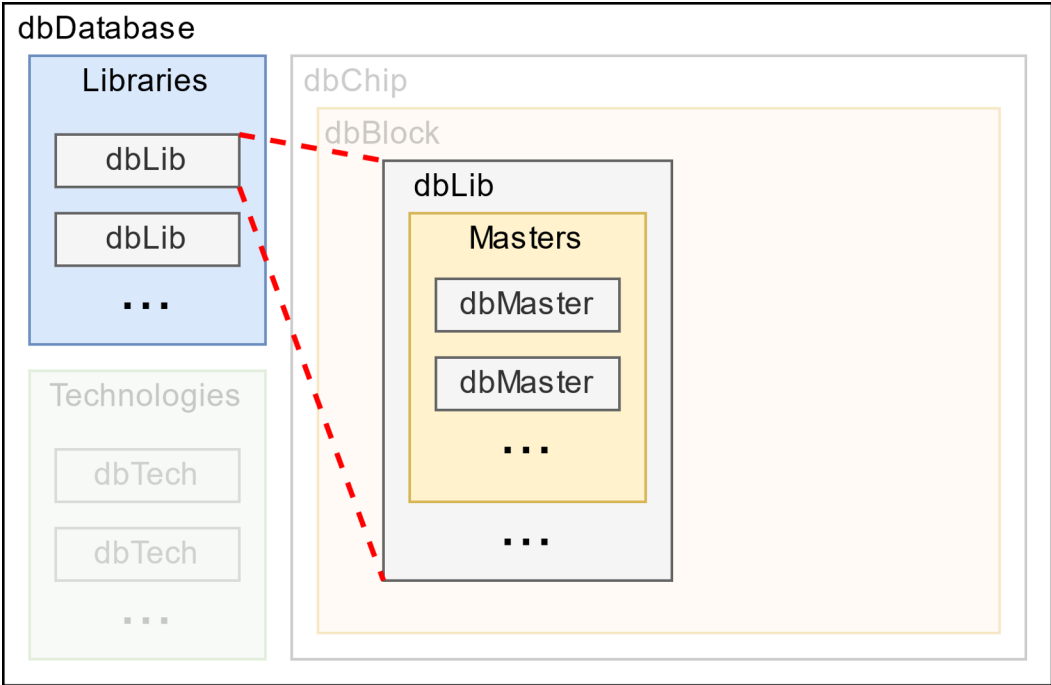 dbDatabase
Libraries
dbLib
dbLib
...
Technologies
dbTech
dbTech
...
dbChip
dbBlock
dbLib
Masters
dbMaster
dbMaster
...
...